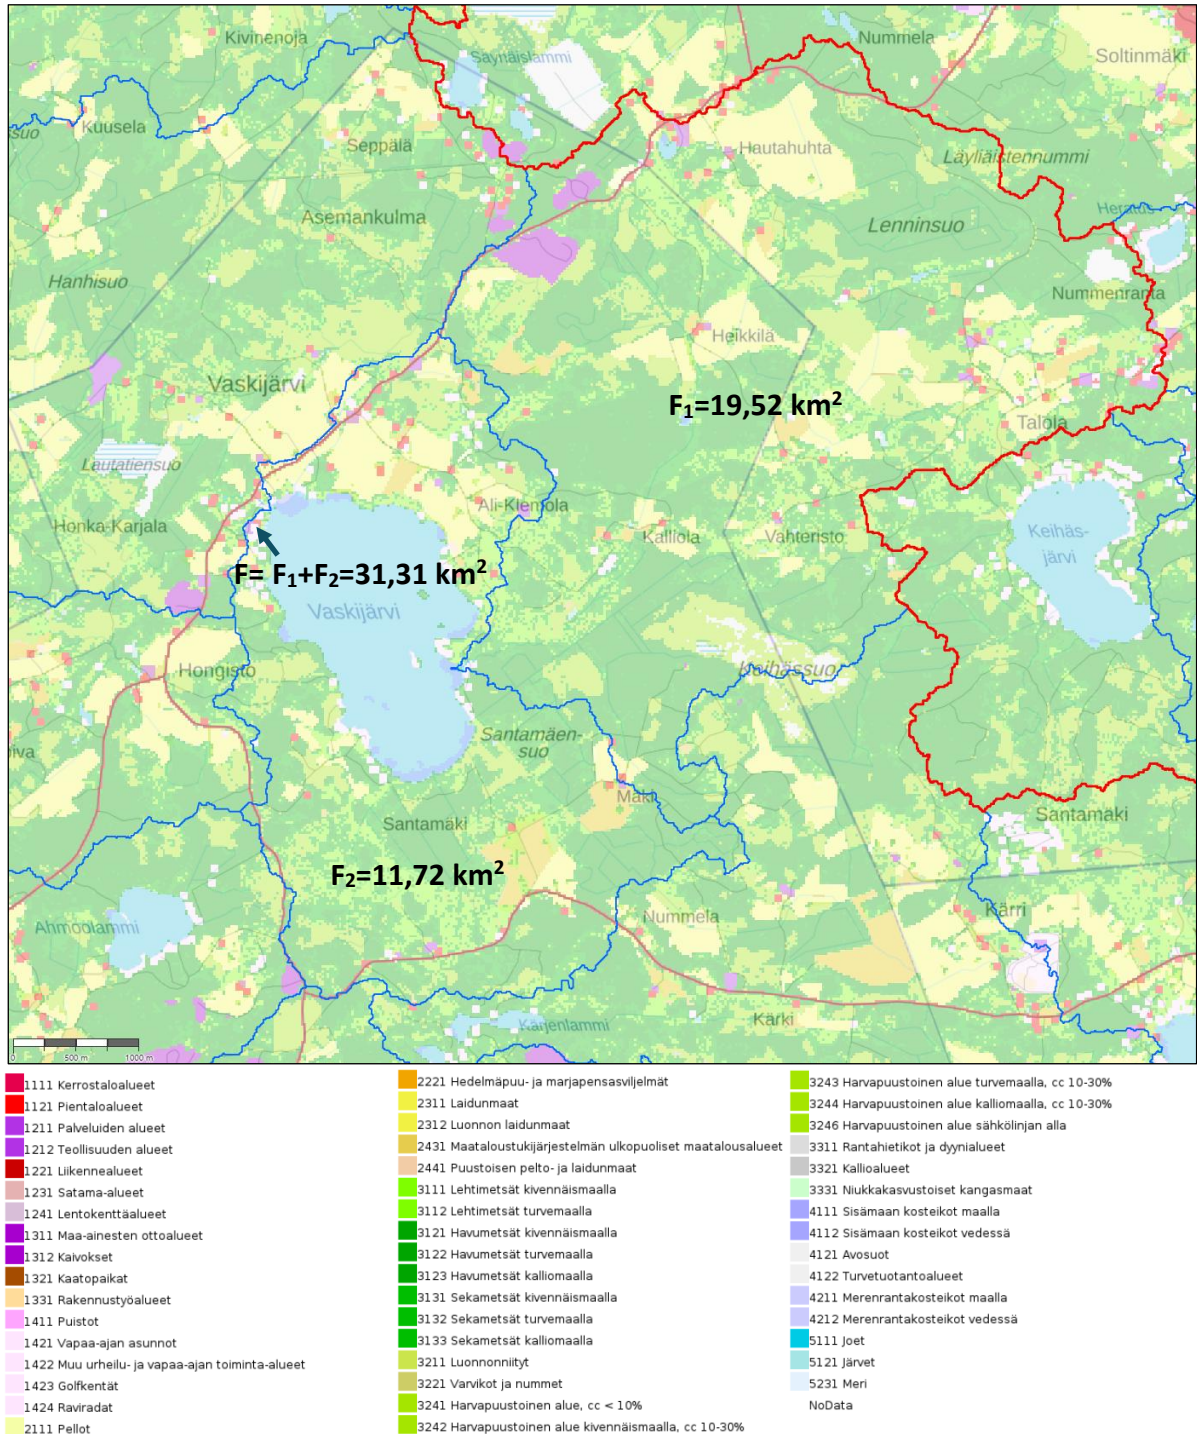 Kivinenoja
Säynäislammi
Nummela
Soltinmäki
suo
Kuusela
Seppälä
Hautahuhta
Läyliäistennummi
Asemankulma
Lenninsuo
Heratus
Hanhisuo
Nummenranta
Heikkilä
Vaskijärvi
F₁=19,52 km²
Talola
Lautatiensuo
Ali-Klemola
Honka-Karjala
Kalliola
Vahteristo
Keihäs-
järvi
F= F₁+F₂=31,31 km²
Vaskijärvi
Hongisto
Keihässuo
Santamäen-
suo
iva
Mäki
Santamäki
Santamäki
F₂=11,72 km²
Ahmoolammi
Nummela
Kärri
Kärjenlammi
Kärki
0 500 m 1000 m
1111 Kerrostaloalueet
1121 Pientaloalueet
1211 Palveluiden alueet
1212 Teollisuuden alueet
1221 Liikennealueet
1231 Satama-alueet
1241 Lentokenttäalueet
1311 Maa-ainesten ottoalueet
1312 Kaivokset
1321 Kaatopaikat
1331 Rakennustyöalueet
1411 Puistot
1421 Vapaa-ajan asunnot
1422 Muu urheilu- ja vapaa-ajan toiminta-alueet
1423 Golfkentät
1424 Raviradat
2111 Pellot
2221 Hedelmäpuu- ja marjapensasviljelmät
2311 Laidunmaat
2312 Luonnon laidunmaat
2431 Maataloustukijärjestelmän ulkopuoliset maatalousalueet
2441 Puustoisen pelto- ja laidunmaat
3111 Lehtimetsät kivennäismaalla
3112 Lehtimetsät turvemaalla
3121 Havumetsät kivennäismaalla
3122 Havumetsät turvemaalla
3123 Havumetsät kalliomaalla
3131 Sekametsät kivennäismaalla
3132 Sekametsät turvemaalla
3133 Sekametsät kalliomaalla
3211 Luonnonniityt
3221 Varvikot ja nummet
3241 Harvapuustoinen alue, cc < 10%
3242 Harvapuustoinen alue kivennäismaalla, cc 10-30%
3243 Harvapuustoinen alue turvemaalla, cc 10-30%
3244 Harvapuustoinen alue kalliomaalla, cc 10-30%
3246 Harvapuustoinen alue sähkölinjan alla
3311 Rantahietikot ja dyynialueet
3321 Kallioalueet
3331 Niukkakasvustoiset kangasmaat
4111 Sisämaan kosteikot maalla
4112 Sisämaan kosteikot vedessä
4121 Avosuot
4122 Turvetuotantoalueet
4211 Merenrantakosteikot maalla
4212 Merenrantakosteikot vedessä
5111 Joet
5121 Järvet
5231 Meri
NoData